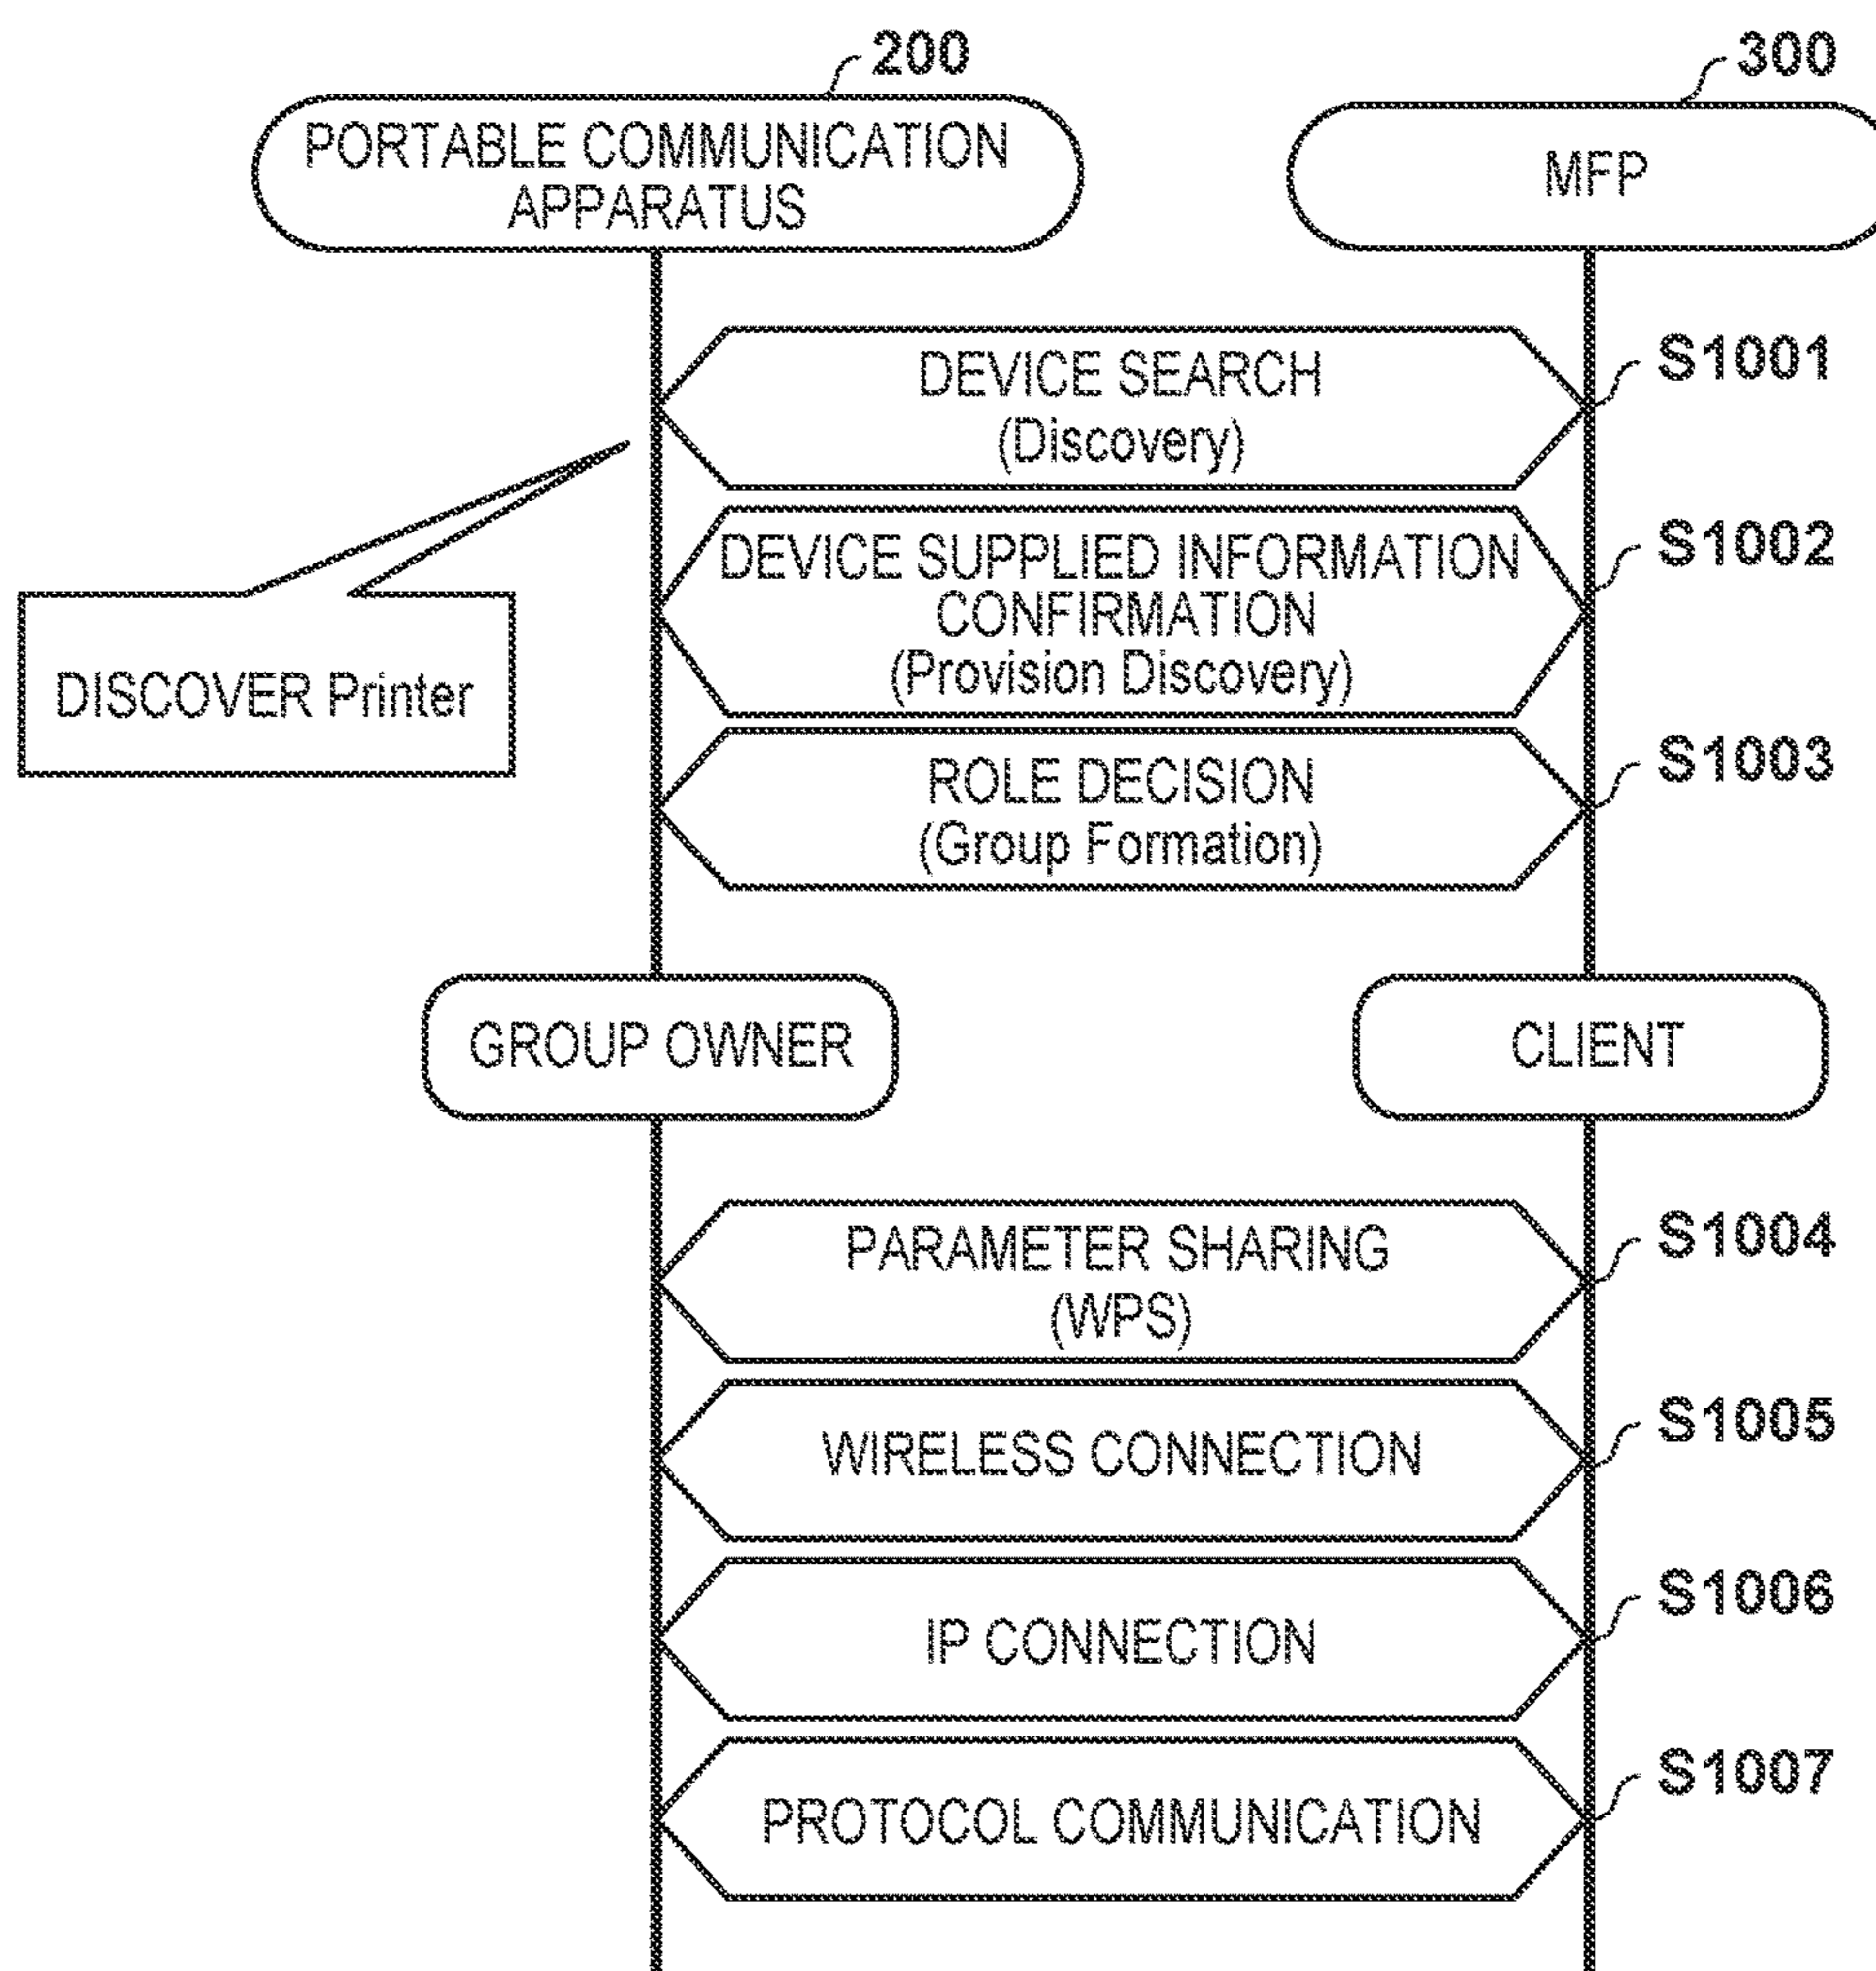 200
300
PORTABLE COMMUNICATION
APPARATUS
MFP
DEVICE SEARCH
(Discovery)
S1001
DEVICE SUPPLIED INFORMATION
CONFIRMATION
(Provision Discovery)
S1002
DISCOVER Printer
ROLE DECISION
(Group Formation)
S1003
GROUP OWNER
CLIENT
PARAMETER SHARING
(WPS)
S1004
WIRELESS CONNECTION
S1005
IP CONNECTION
S1006
PROTOCOL COMMUNICATION
S1007